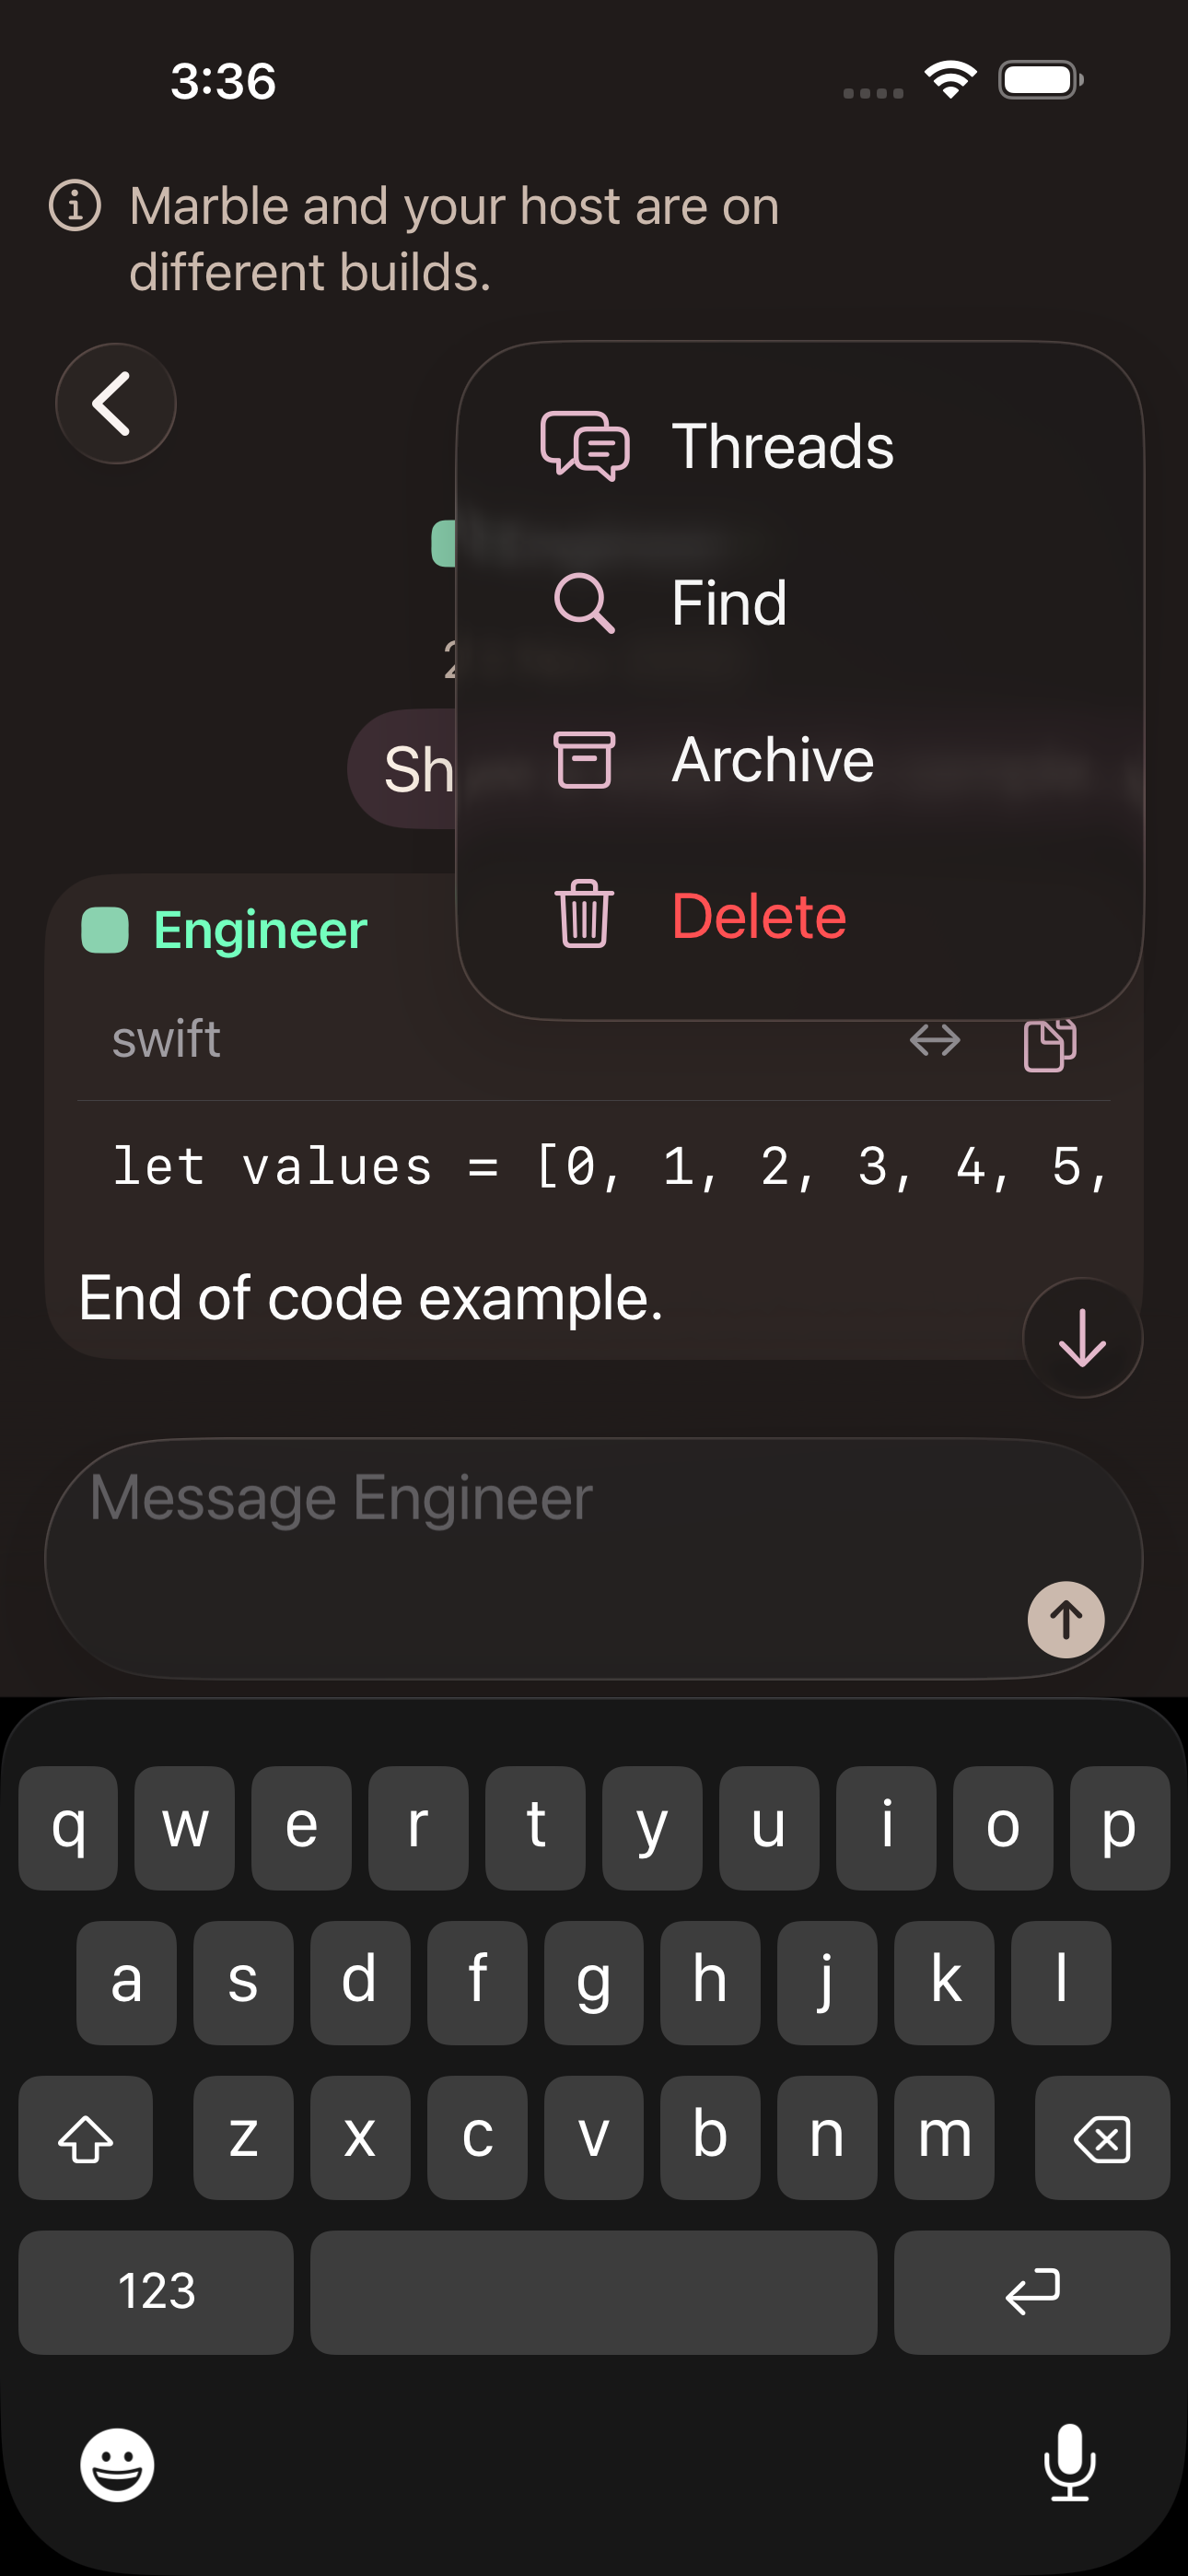 3:36
Marble and your host are on
different builds.
Threads
Find
Archive
Sh
Delete
Engineer
swift
let values = [0, 1, 2, 3, 4, 5,
End of code example.
Message Engineer
q w e r t y u i o p
a s d f g h j k l
z x c v b n m
123